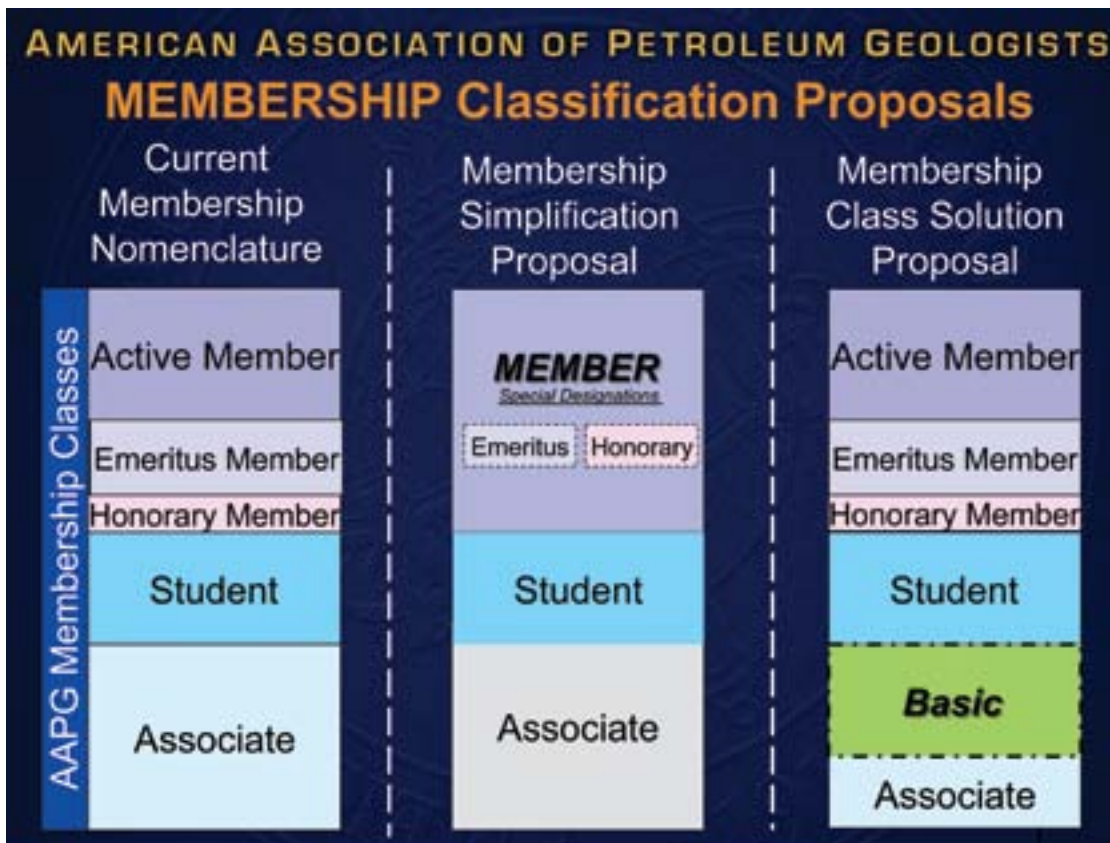 AMERICAN ASSOCIATION OF PETROLEUM GEOLOGISTS
MEMBERSHIP Classification Proposals
Current
Membership
Nomenclature
AAPG Membership Classes
Active Member
Emeritus Member
Honorary Member
Student
Associate
Membership
Simplification
Proposal
MEMBER
Special Designations
Emeritus
Honorary
Student
Associate
Membership
Class Solution
Proposal
Active Member
Emeritus Member
Honorary Member
Student
Basic
Associate